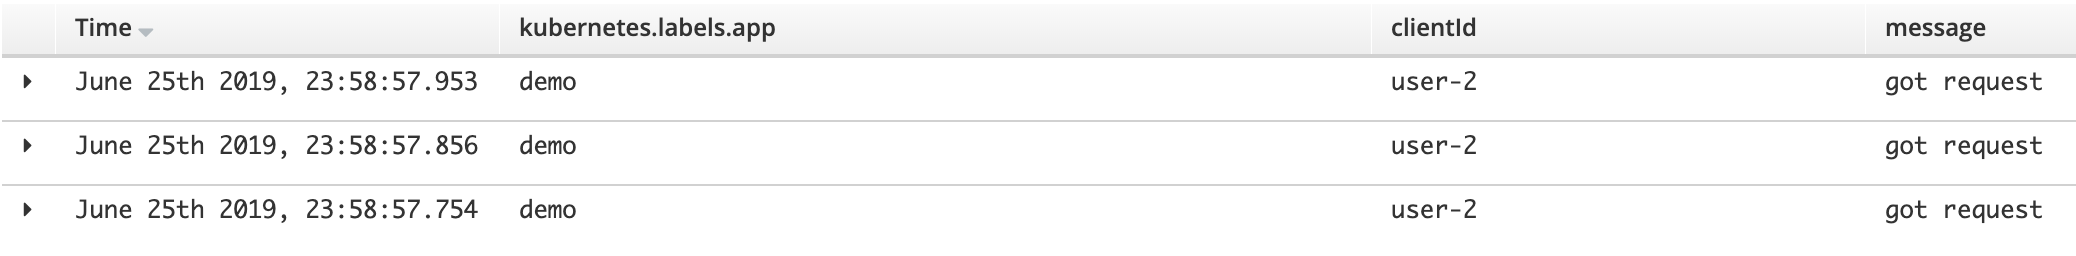 Time kubernetes.labels.app clientId message
June 25th 2019, 23:58:57.953 demo user-2 got request
June 25th 2019, 23:58:57.856 demo user-2 got request
June 25th 2019, 23:58:57.754 demo user-2 got request